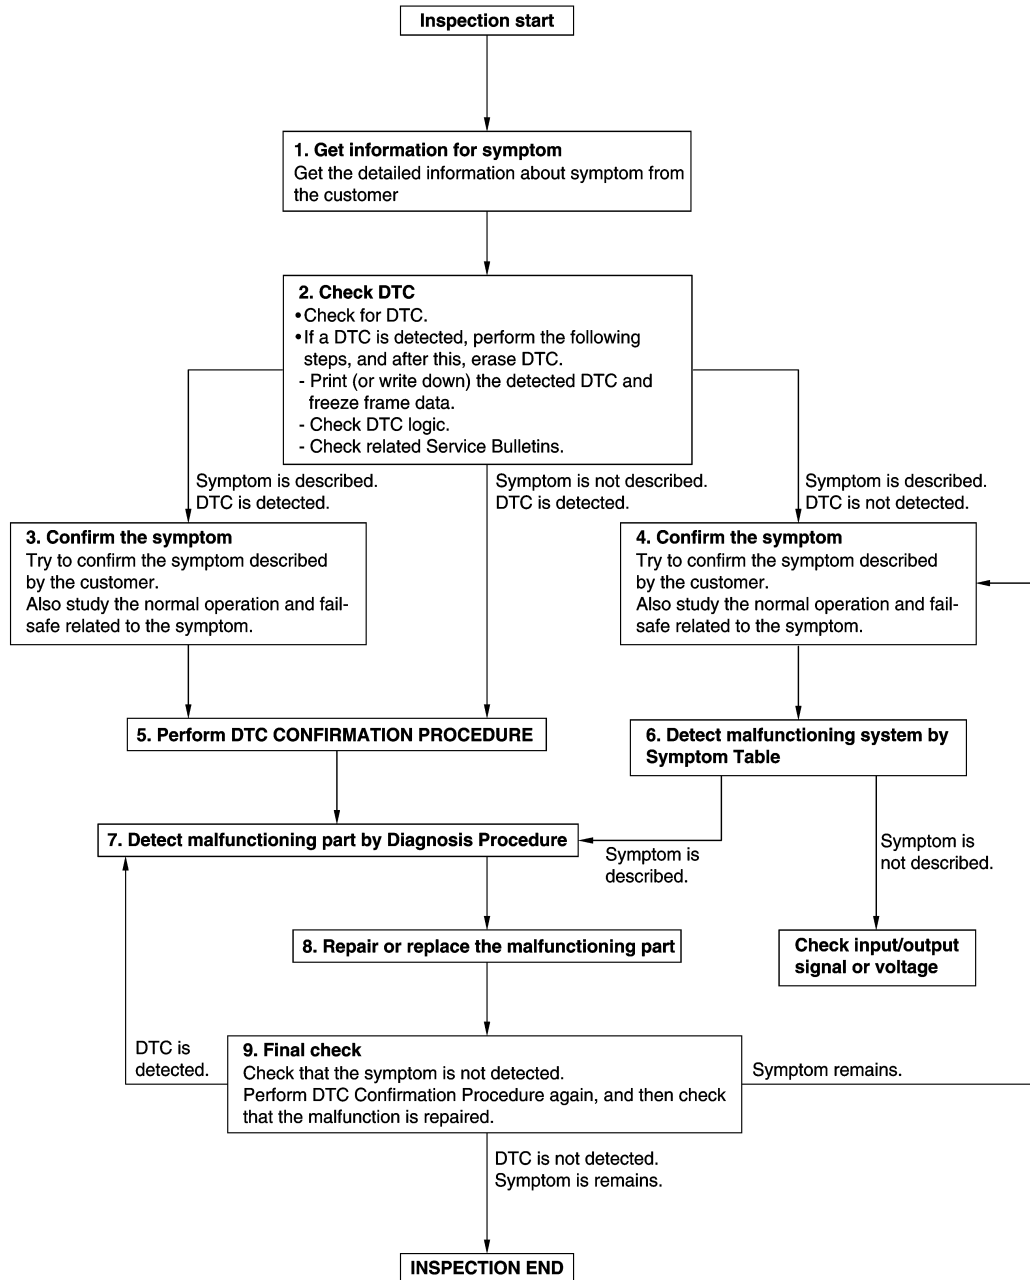 Inspection start
1. Get information for symptom
Get the detailed information about symptom from
the customer
2. Check DTC
•Check for DTC.
•If a DTC is detected, perform the following
steps, and after this, erase DTC.
- Print (or write down) the detected DTC and
freeze frame data.
- Check DTC logic.
- Check related Service Bulletins.
Symptom is described.
DTC is detected.
Symptom is not described.
DTC is detected.
Symptom is described.
DTC is not detected.
3. Confirm the symptom
Try to confirm the symptom described
by the customer.
Also study the normal operation and fail-
safe related to the symptom.
4. Confirm the symptom
Try to confirm the symptom described
by the customer.
Also study the normal operation and fail-
safe related to the symptom.
5. Perform DTC CONFIRMATION PROCEDURE
6. Detect malfunctioning system by
Symptom Table
7. Detect malfunctioning part by Diagnosis Procedure
Symptom is
described.
Symptom is
not described.
8. Repair or replace the malfunctioning part
Check input/output
signal or voltage
DTC is
detected.
9. Final check
Check that the symptom is not detected.
Perform DTC Confirmation Procedure again, and then check
that the malfunction is repaired.
Symptom remains.
DTC is not detected.
Symptom is remains.
INSPECTION END